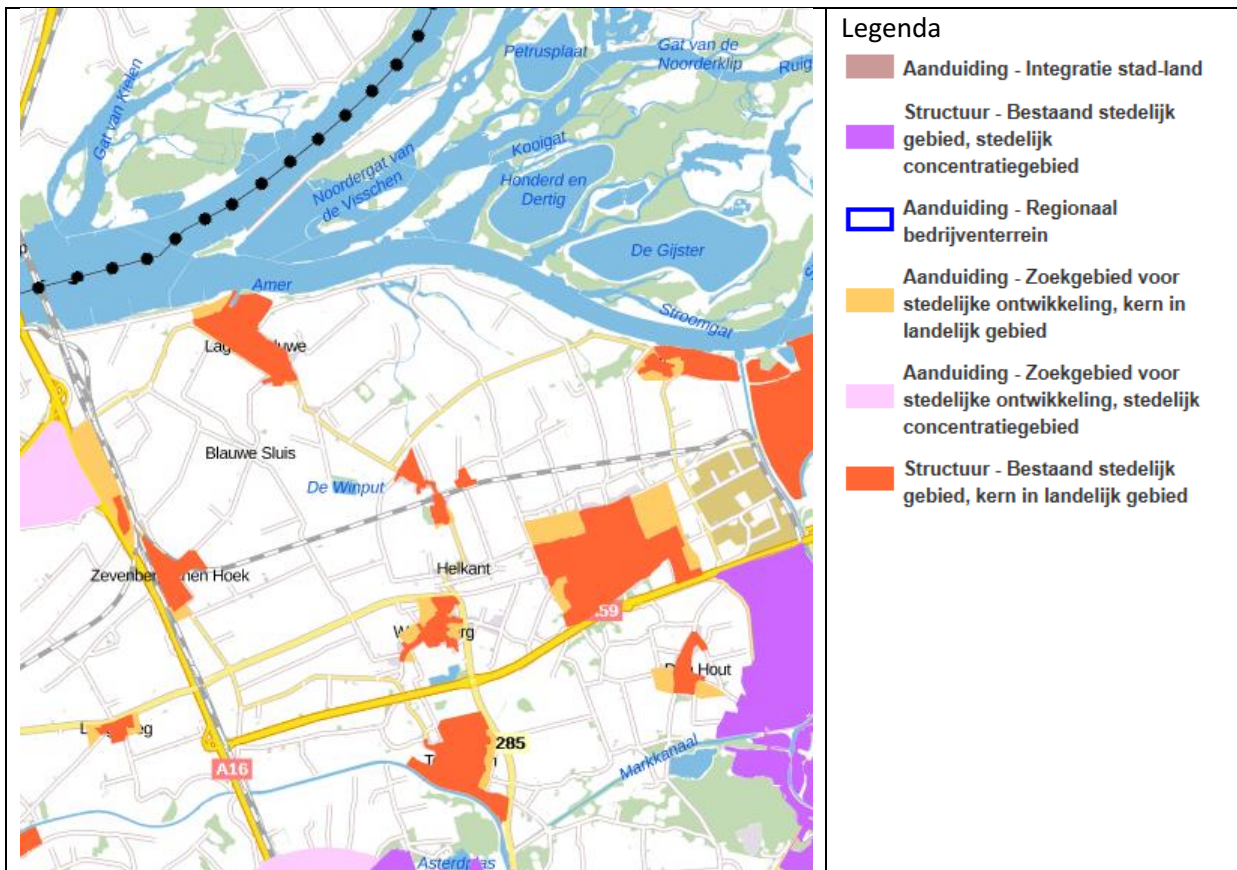 Petrusplaat
Gat van de
Noorderklip
Ruig
Gat van Kielen
Kooigat
Noordergat van
de Visschen
Honderd en
Dertig
De Gijster
Amer
Stroomgat
Blauwe Sluis
De Winput
Helkant
A16
285
Markkanaal
Legenda
Aanduiding - Integratie stad-land
Structuur - Bestaand stedelijk
gebied, stedelijk
concentratiegebied
Aanduiding - Regionaal
bedrijventerrein
Aanduiding - Zoekgebied voor
stedelijke ontwikkeling, kern in
landelijk gebied
Aanduiding - Zoekgebied voor
stedelijke ontwikkeling, stedelijk
concentratiegebied
Structuur - Bestaand stedelijk
gebied, kern in landelijk gebied